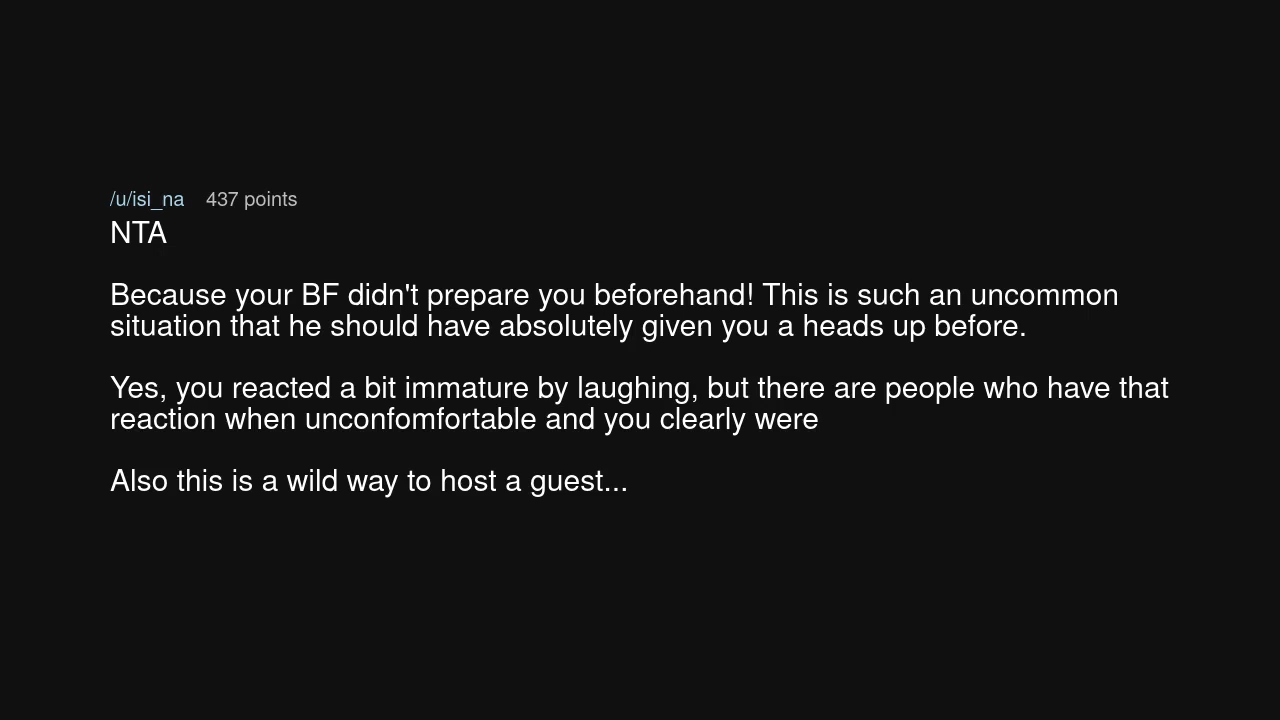 /u/isi_na 437 points
NTA
Because your BF didn't prepare you beforehand! This is such an uncommon
situation that he should have absolutely given you a heads up before.
Yes, you reacted a bit immature by laughing, but there are people who have that
reaction when unconfomfortable and you clearly were
Also this is a wild way to host a guest...